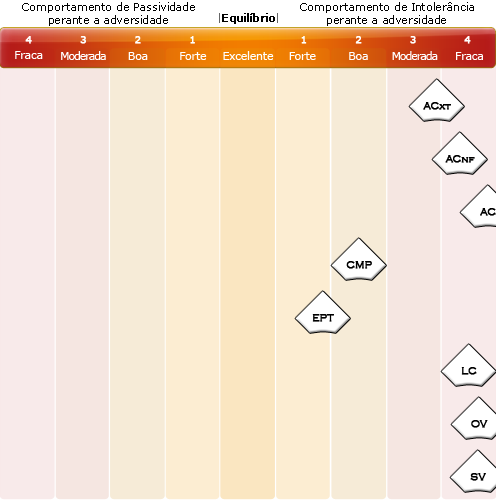 Comportamento de Passividade
perante a adversidade
|Equilíbrio|
Comportamento de Intolerância
perante a adversidade
4 3 2 1 1 2 3 4
Fraca Moderada Boa Forte Excelente Forte Boa Moderada Fraca
ACXT
ACNF
AC
CMP
EPT
LC
OV
SV